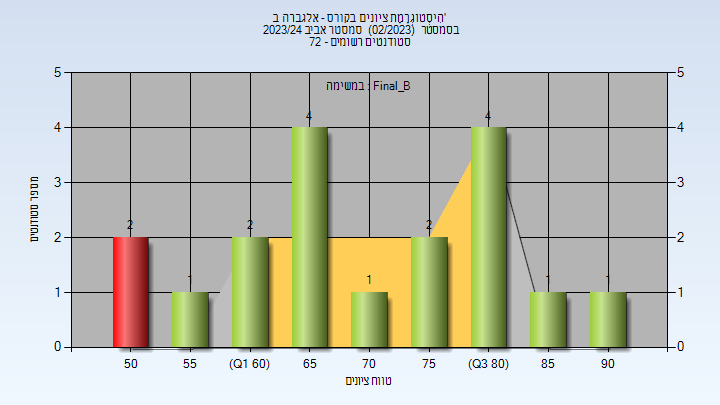 היסטוגרמת ציונים בקורס - אלגברה ב'
בסמסטר (02/2023) סמסטר אביב 2023/24
סטודנטים רשומים - 72
במשימה : Final_B
5 5
4 4
3 3
2 2
1 1
0 0
2 1 2 4 1 2 4 1 1
מספר סטודנטים
50 55 (Q1 60) 65 70 75 (Q3 80) 85 90
טווח ציונים